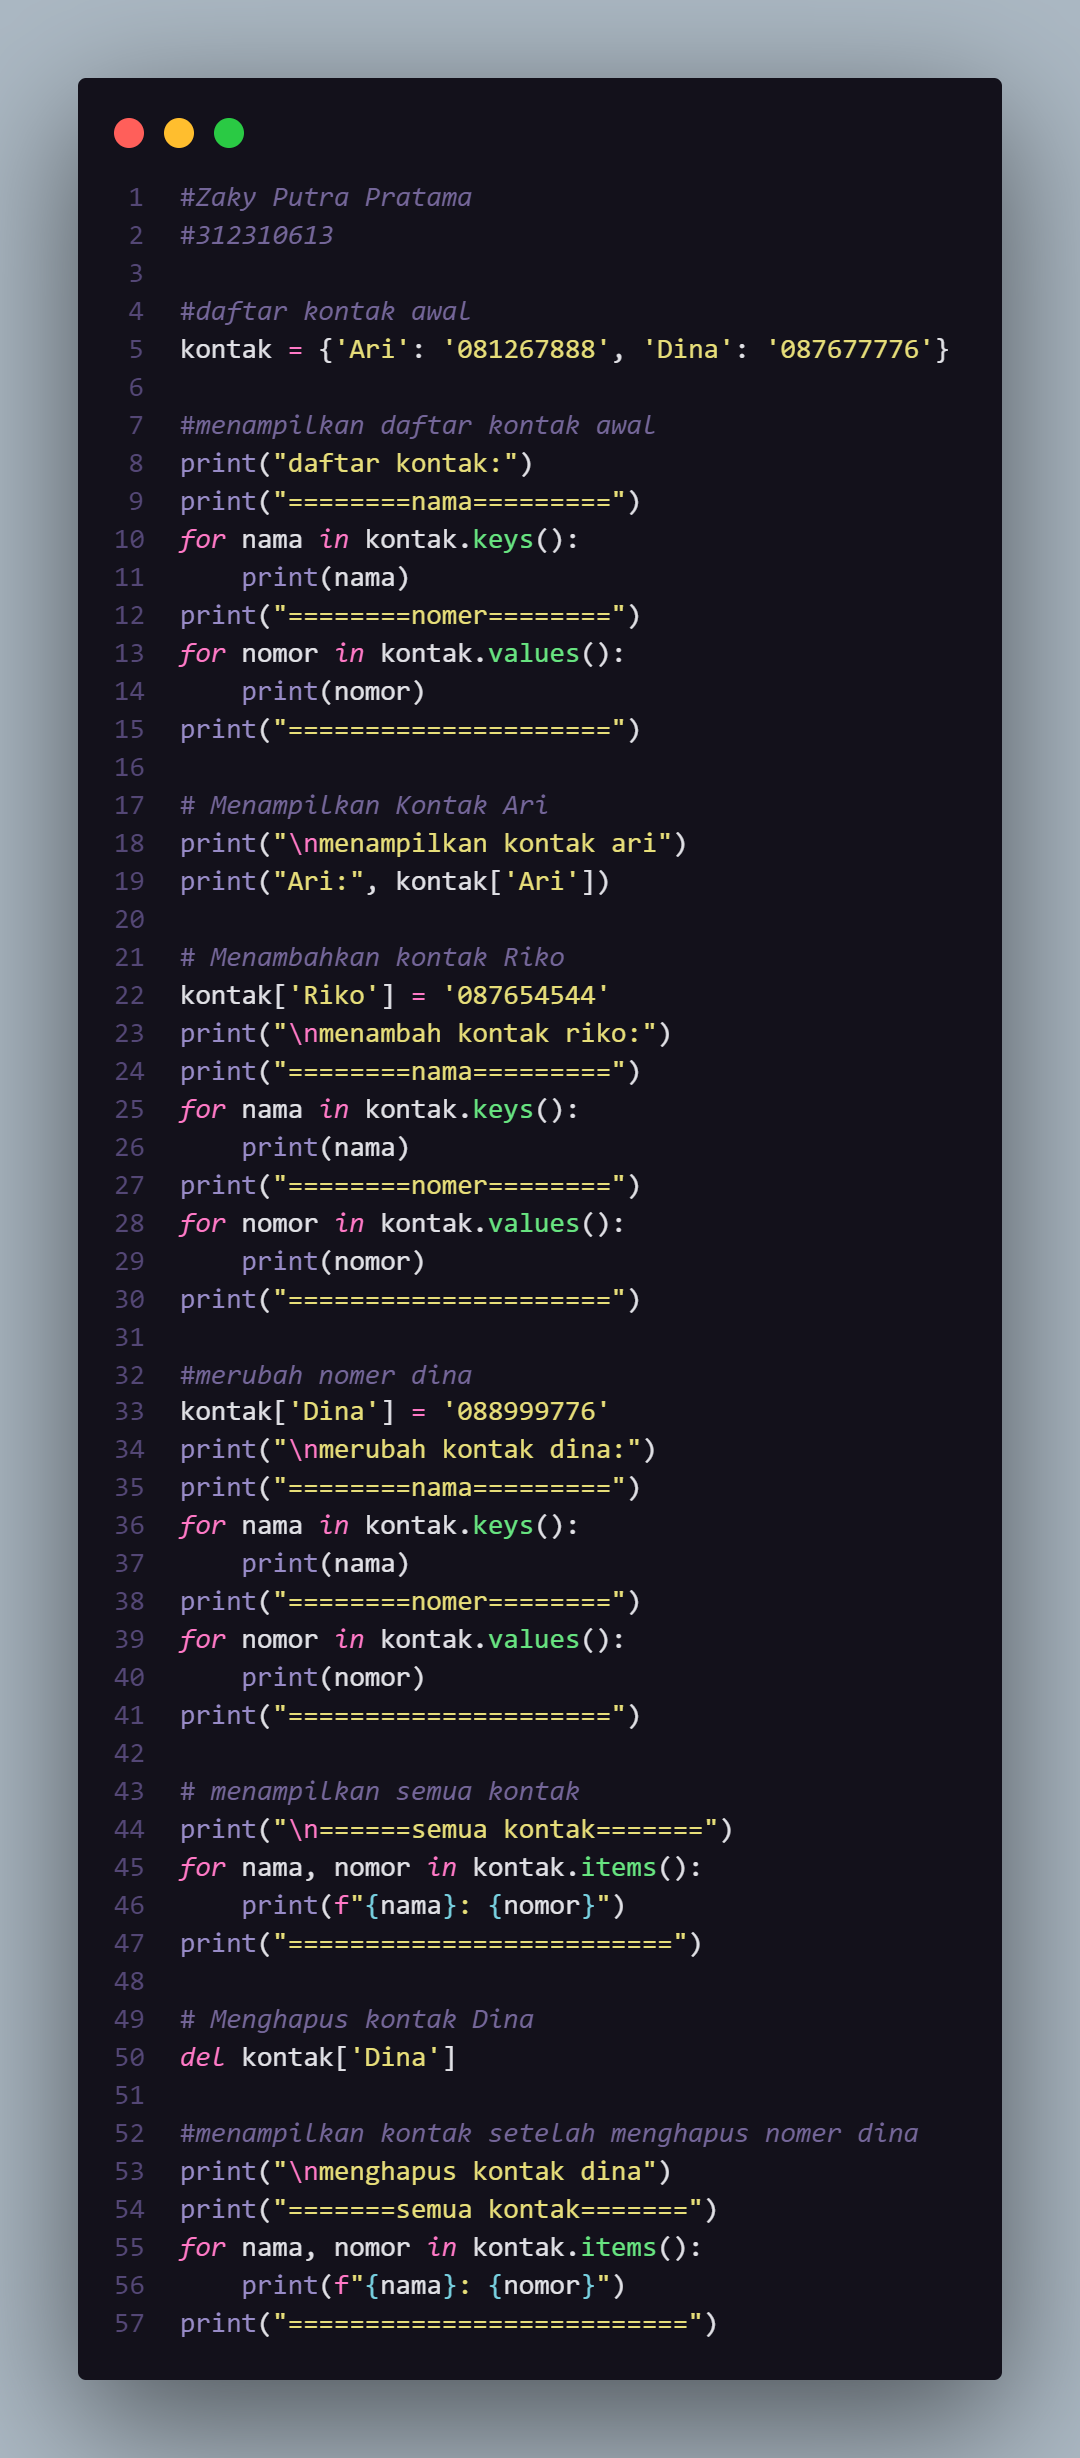 1 #Zaky Putra Pratama
2 #312310613
3
4 #daftar kontak awal
5 kontak = {'Ari': '081267888', 'Dina': '087677776'}
6
7 #menampilkan daftar kontak awal
8 print("daftar kontak:")
9 print("========nama=========")
10 for nama in kontak.keys():
11     print(nama)
12 print("========nomer========")
13 for nomor in kontak.values():
14     print(nomor)
15 print("=====================")
16
17 # Menampilkan Kontak Ari
18 print("\nmenampilkan kontak ari")
19 print("Ari:", kontak['Ari'])
20
21 # Menambahkan kontak Riko
22 kontak['Riko'] = '087654544'
23 print("\nmenambah kontak riko:")
24 print("========nama=========")
25 for nama in kontak.keys():
26     print(nama)
27 print("========nomer========")
28 for nomor in kontak.values():
29     print(nomor)
30 print("=====================")
31
32 #merubah nomer dina
33 kontak['Dina'] = '088999776'
34 print("\nmerubah kontak dina:")
35 print("========nama=========")
36 for nama in kontak.keys():
37     print(nama)
38 print("========nomer========")
39 for nomor in kontak.values():
40     print(nomor)
41 print("=====================")
42
43 # menampilkan semua kontak
44 print("\n======semua kontak=======")
45 for nama, nomor in kontak.items():
46     print(f"{nama}: {nomor}")
47 print("=========================")
48
49 # Menghapus kontak Dina
50 del kontak['Dina']
51
52 #menampilkan kontak setelah menghapus nomer dina
53 print("\nmenghapus kontak dina")
54 print("=======semua kontak=======")
55 for nama, nomor in kontak.items():
56     print(f"{nama}: {nomor}")
57 print("==========================")